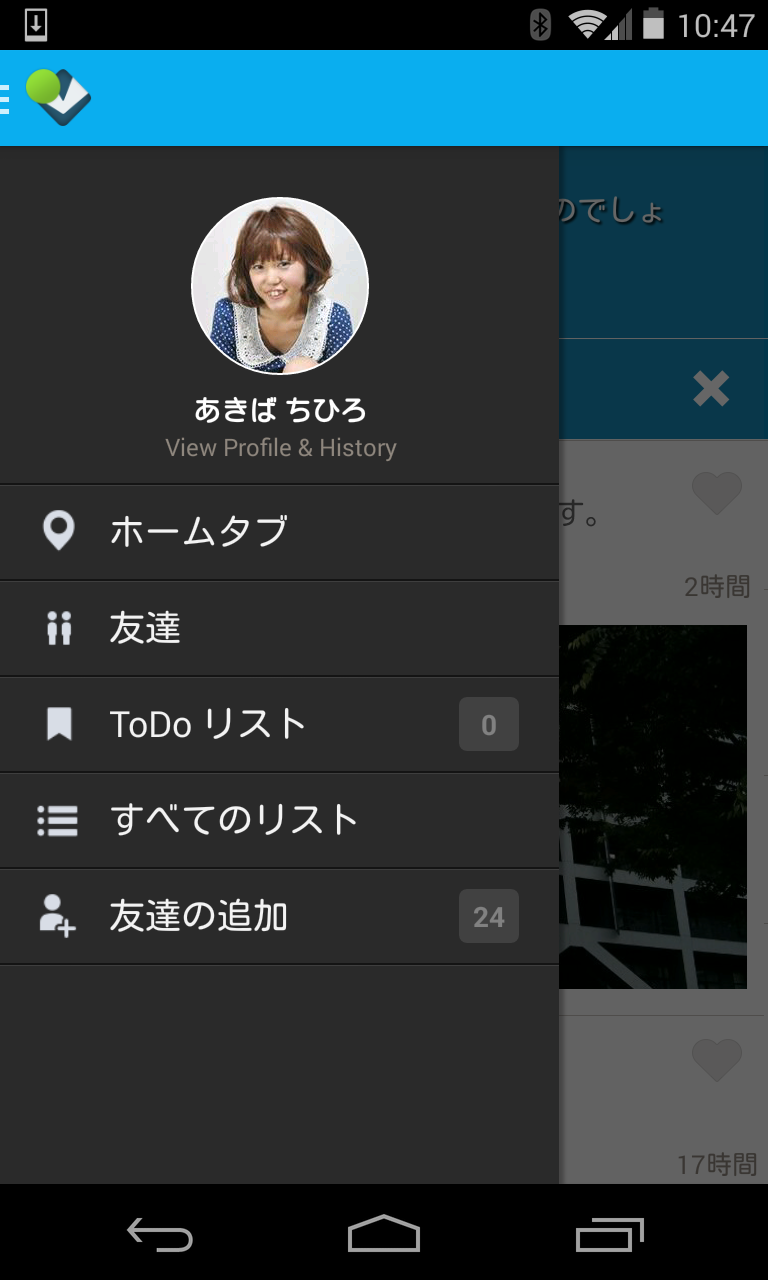 10:47
のでしょ
あきば ちひろ
View Profile & History
ホームタブ
す。
友達
2時間
ToDo リスト
0
すべてのリスト
友達の追加
24
17時間